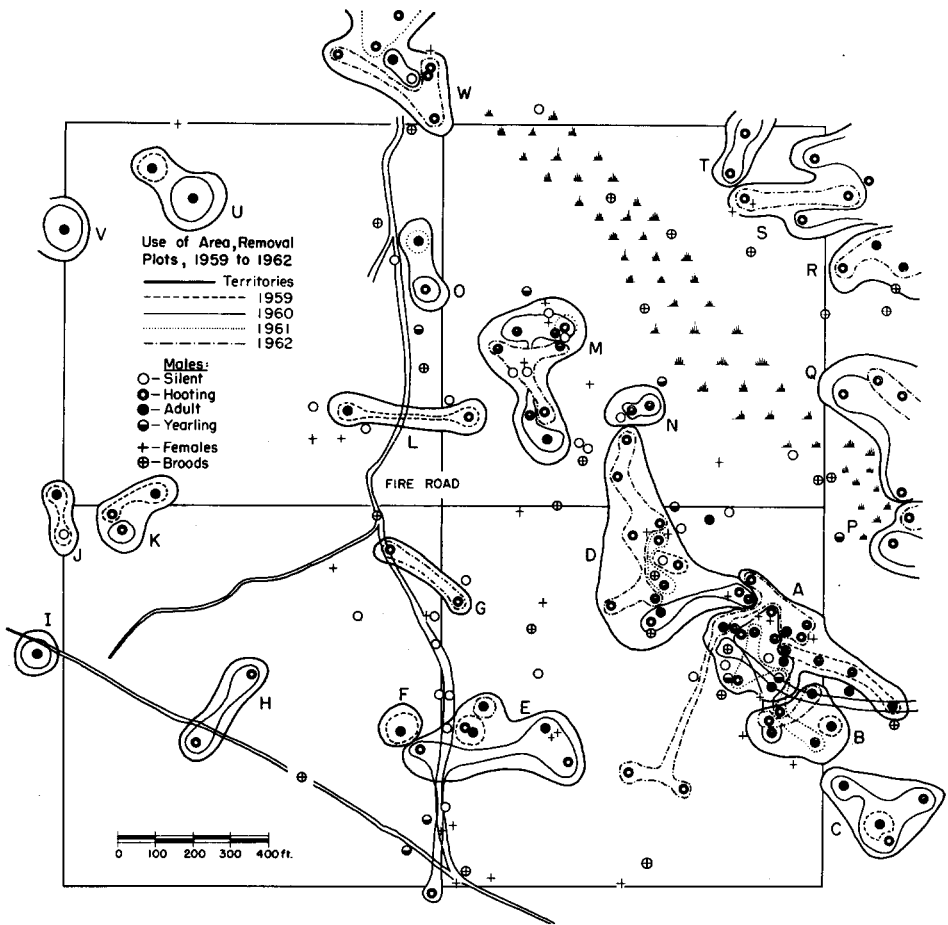 W
T
S
V
U
Use of Area, Removal
Plots, 1959 to 1962
Territories
1959
1960
1961
1962
Males:
O – Silent
– Hooting
– Adult
– Yearling
+ – Females
⊕ – Broods
R
O
M
Q
N
L
FIRE ROAD
P
J
K
D
A
G
I
H
F
E
B
C
0 100 200 300 400 ft.